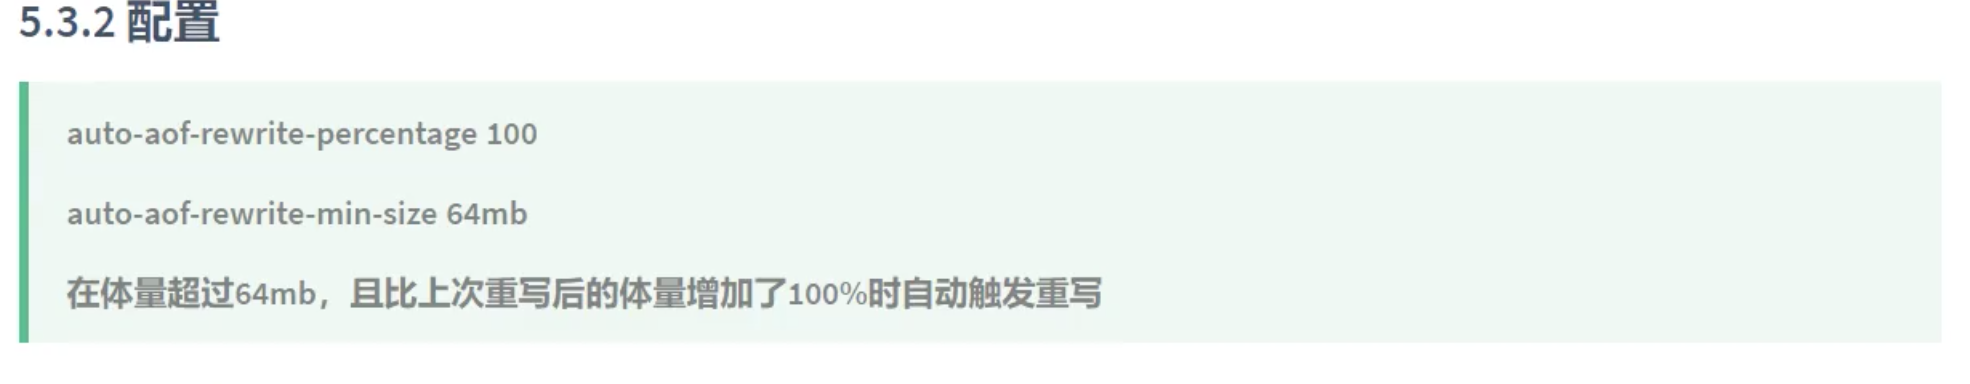 5.3.2 配置
auto-aof-rewrite-percentage 100
auto-aof-rewrite-min-size 64mb
在体量超过64mb，且比上次重写后的体量增加了100%时自动触发重写